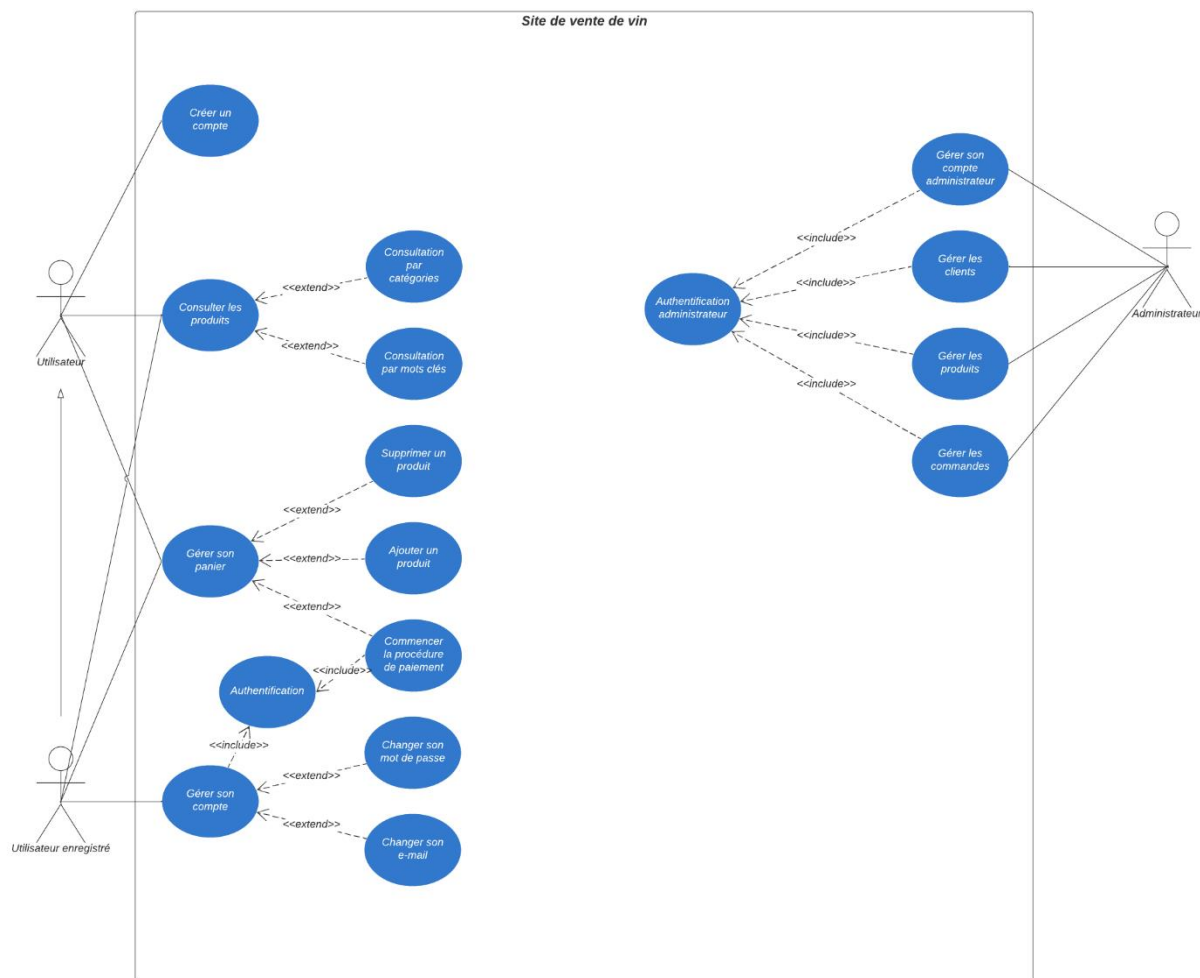 Site de vente de vin
Créer un
compte
Utilisateur
Consulter les
produits
<<extend>>
Consultation
par
catégories
<<extend>>
Consultation
par mots clés
Gérer son
panier
<<extend>>
Supprimer un
produit
<<extend>>
Ajouter un
produit
<<extend>>
Commencer
la procédure
de paiement
<<include>>
Authentification
<<include>>
Gérer son
compte
<<extend>>
Changer son
mot de passe
<<extend>>
Changer son
e-mail
Utilisateur enregistré
Authentification
administrateur
<<include>>
Gérer son
compte
administrateur
<<include>>
Gérer les
clients
<<include>>
Gérer les
produits
<<include>>
Gérer les
commandes
Administrateur